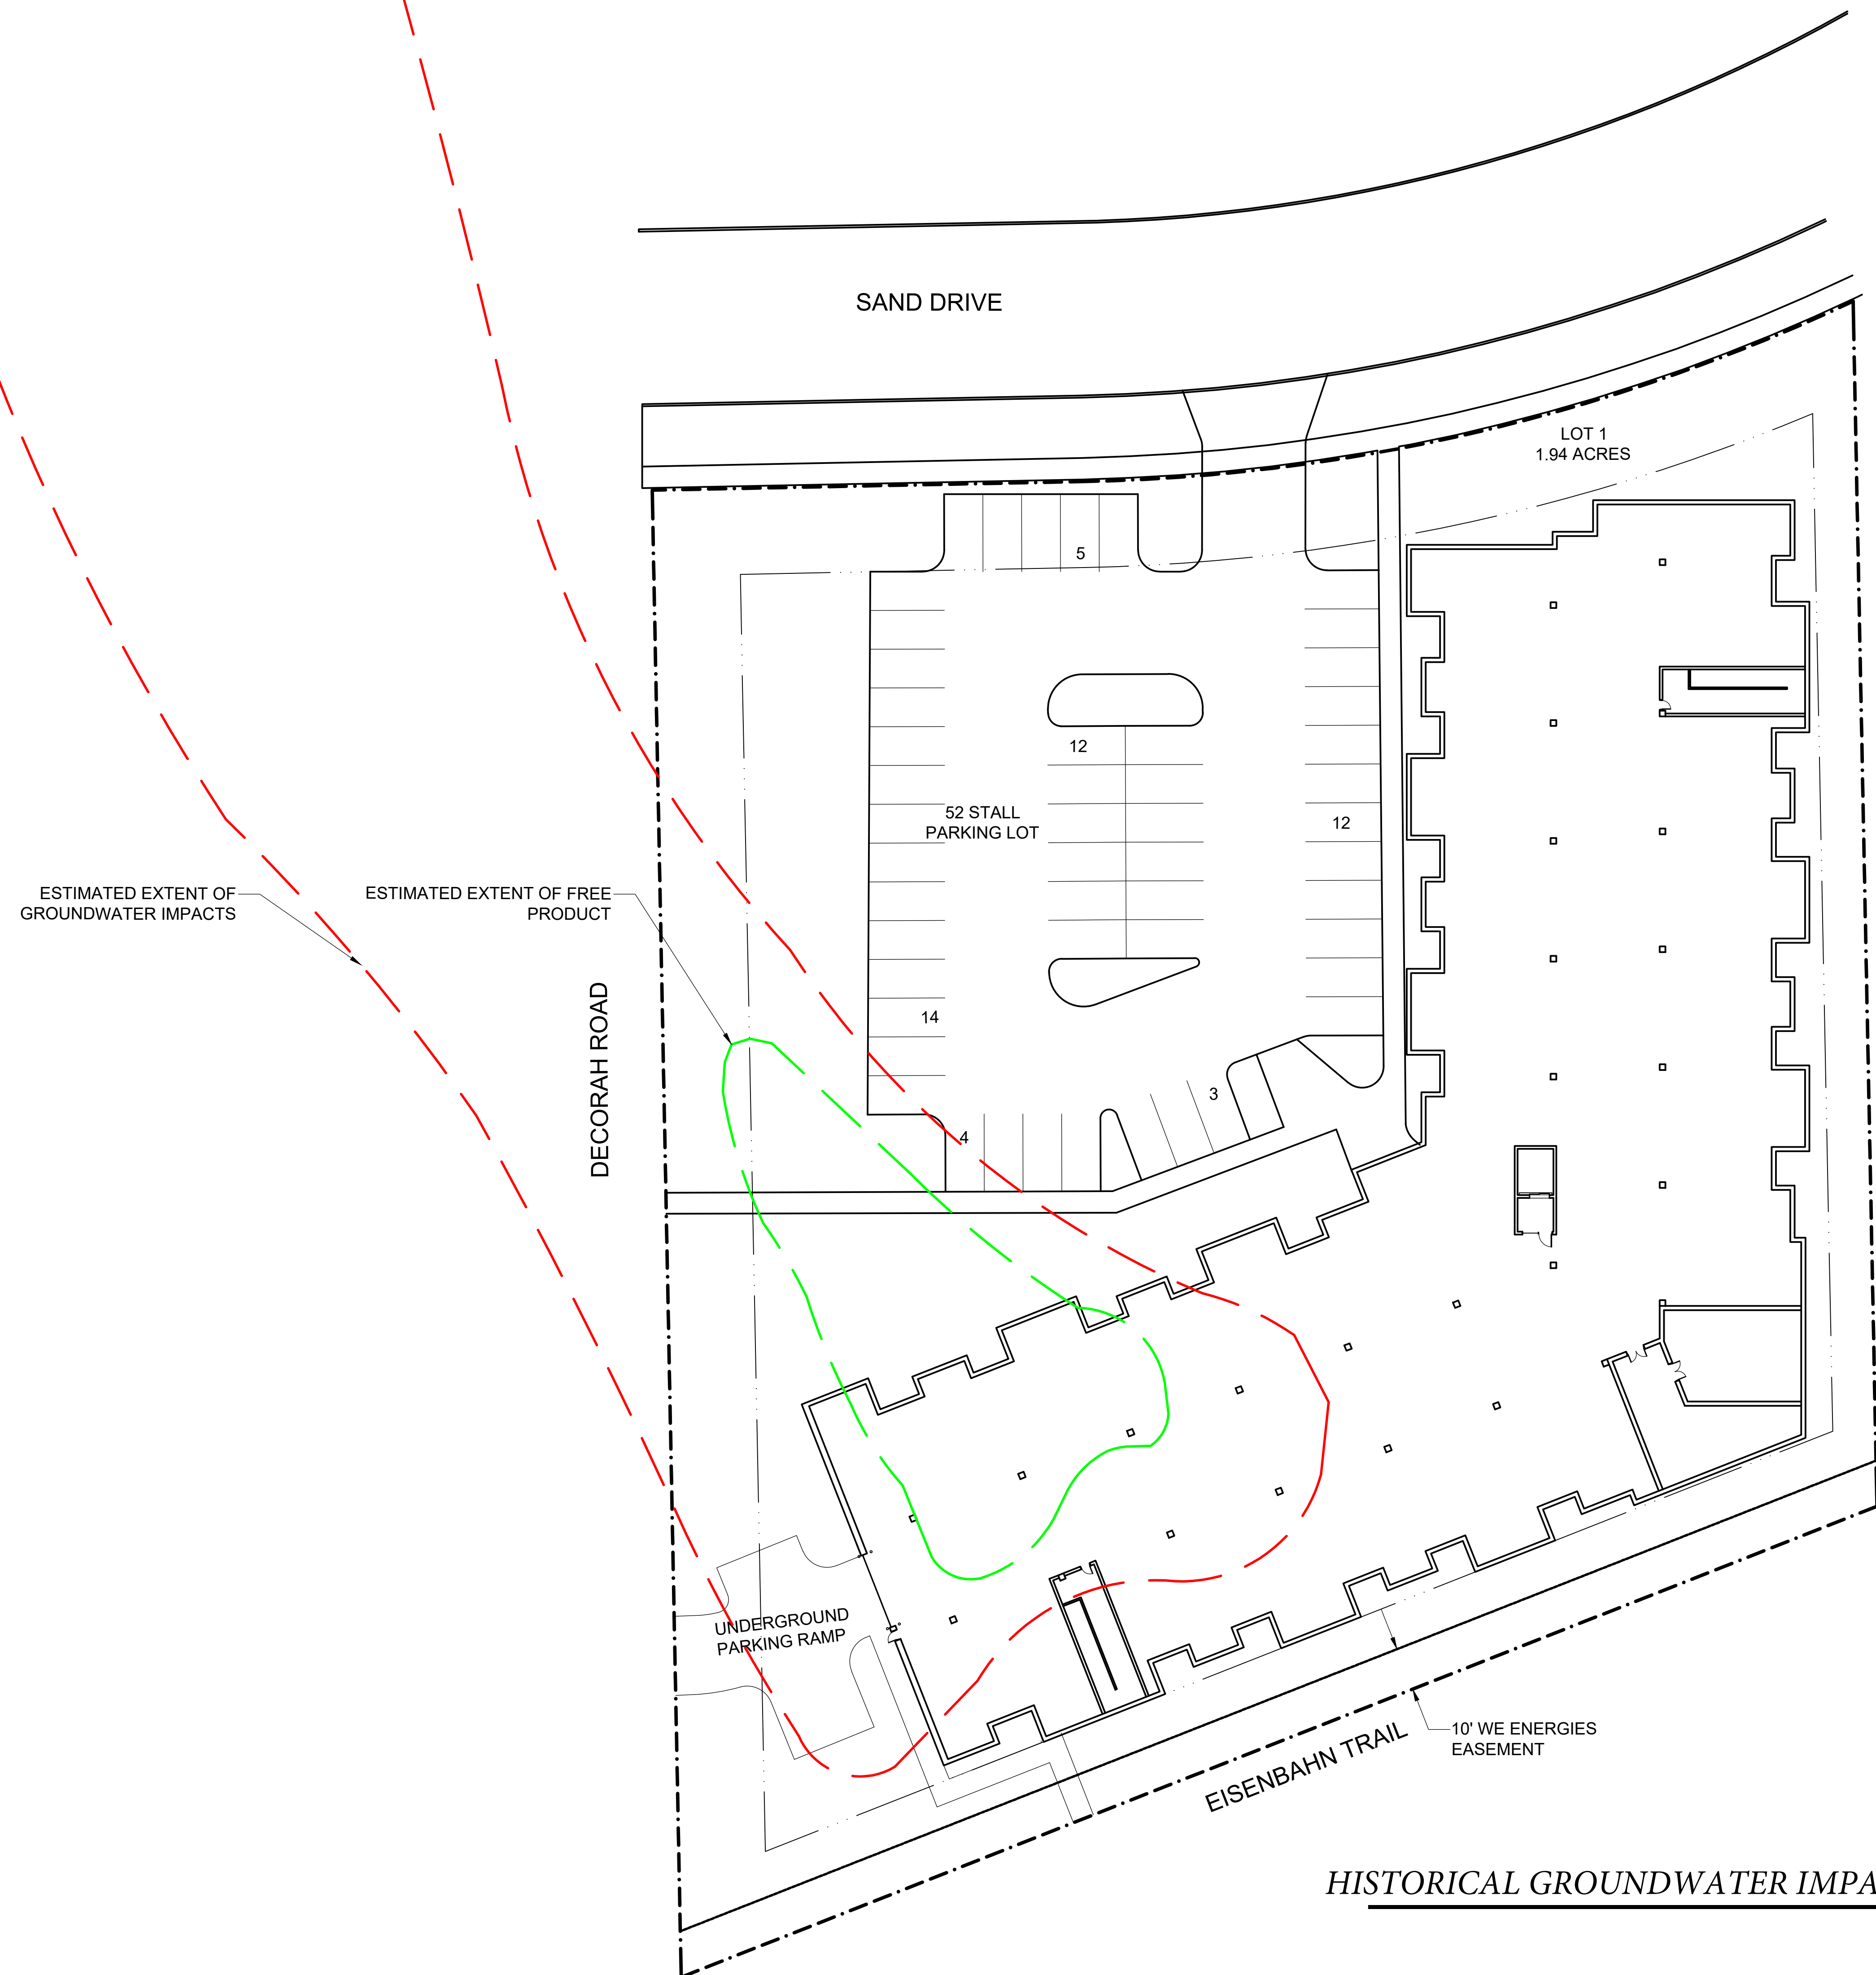 SAND DRIVE
LOT 1
1.94 ACRES
5
12
52 STALL
PARKING LOT
12
ESTIMATED EXTENT OF
GROUNDWATER IMPACTS
ESTIMATED EXTENT OF FREE
PRODUCT
DECORAH ROAD
14
3
4
UNDERGROUND
PARKING RAMP
10' WE ENERGIES
EASEMENT
EISENBAHN TRAIL
HISTORICAL GROUNDWATER IMPA